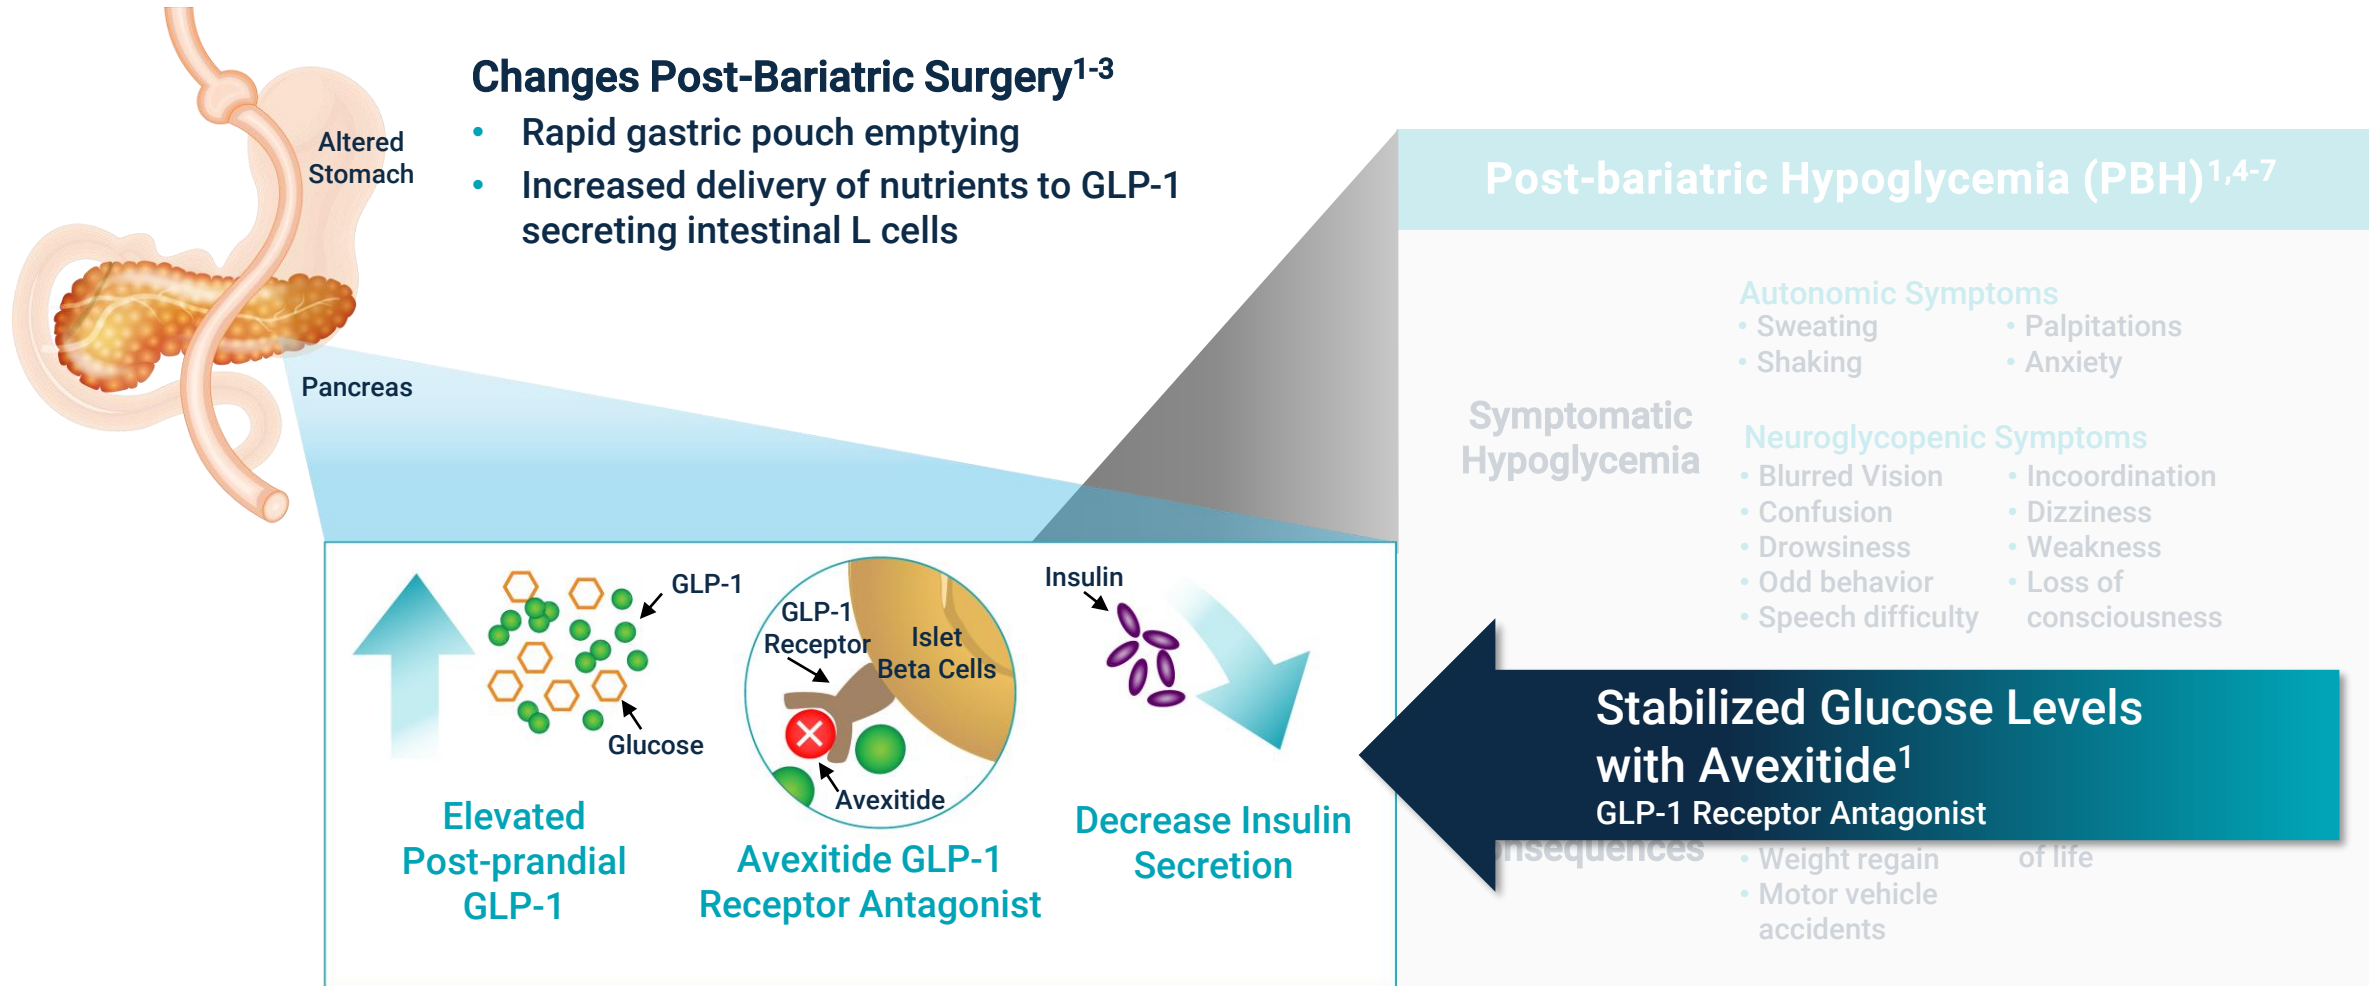 Changes Post-Bariatric Surgery1-3
• Rapid gastric pouch emptying
• Increased delivery of nutrients to GLP-1
secreting intestinal L cells
Altered
Stomach
Pancreas
Post-bariatric Hypoglycemia (PBH)1,4-7
Symptomatic
Hypoglycemia
Autonomic Symptoms
• Sweating
• Shaking
• Palpitations
• Anxiety
Neuroglycopenic Symptoms
• Blurred Vision
• Confusion
• Drowsiness
• Odd behavior
• Speech difficulty
• Incoordination
• Dizziness
• Weakness
• Loss of
consciousness
GLP-1
Glucose
Elevated
Post-prandial
GLP-1
GLP-1
Receptor
Islet
Beta Cells
Avexitide
Avexitide GLP-1
Receptor Antagonist
Insulin
Decrease Insulin
Secretion
Stabilized Glucose Levels
with Avexitide1
GLP-1 Receptor Antagonist
onsequences
• Weight regain
• Motor vehicle
accidents
of life